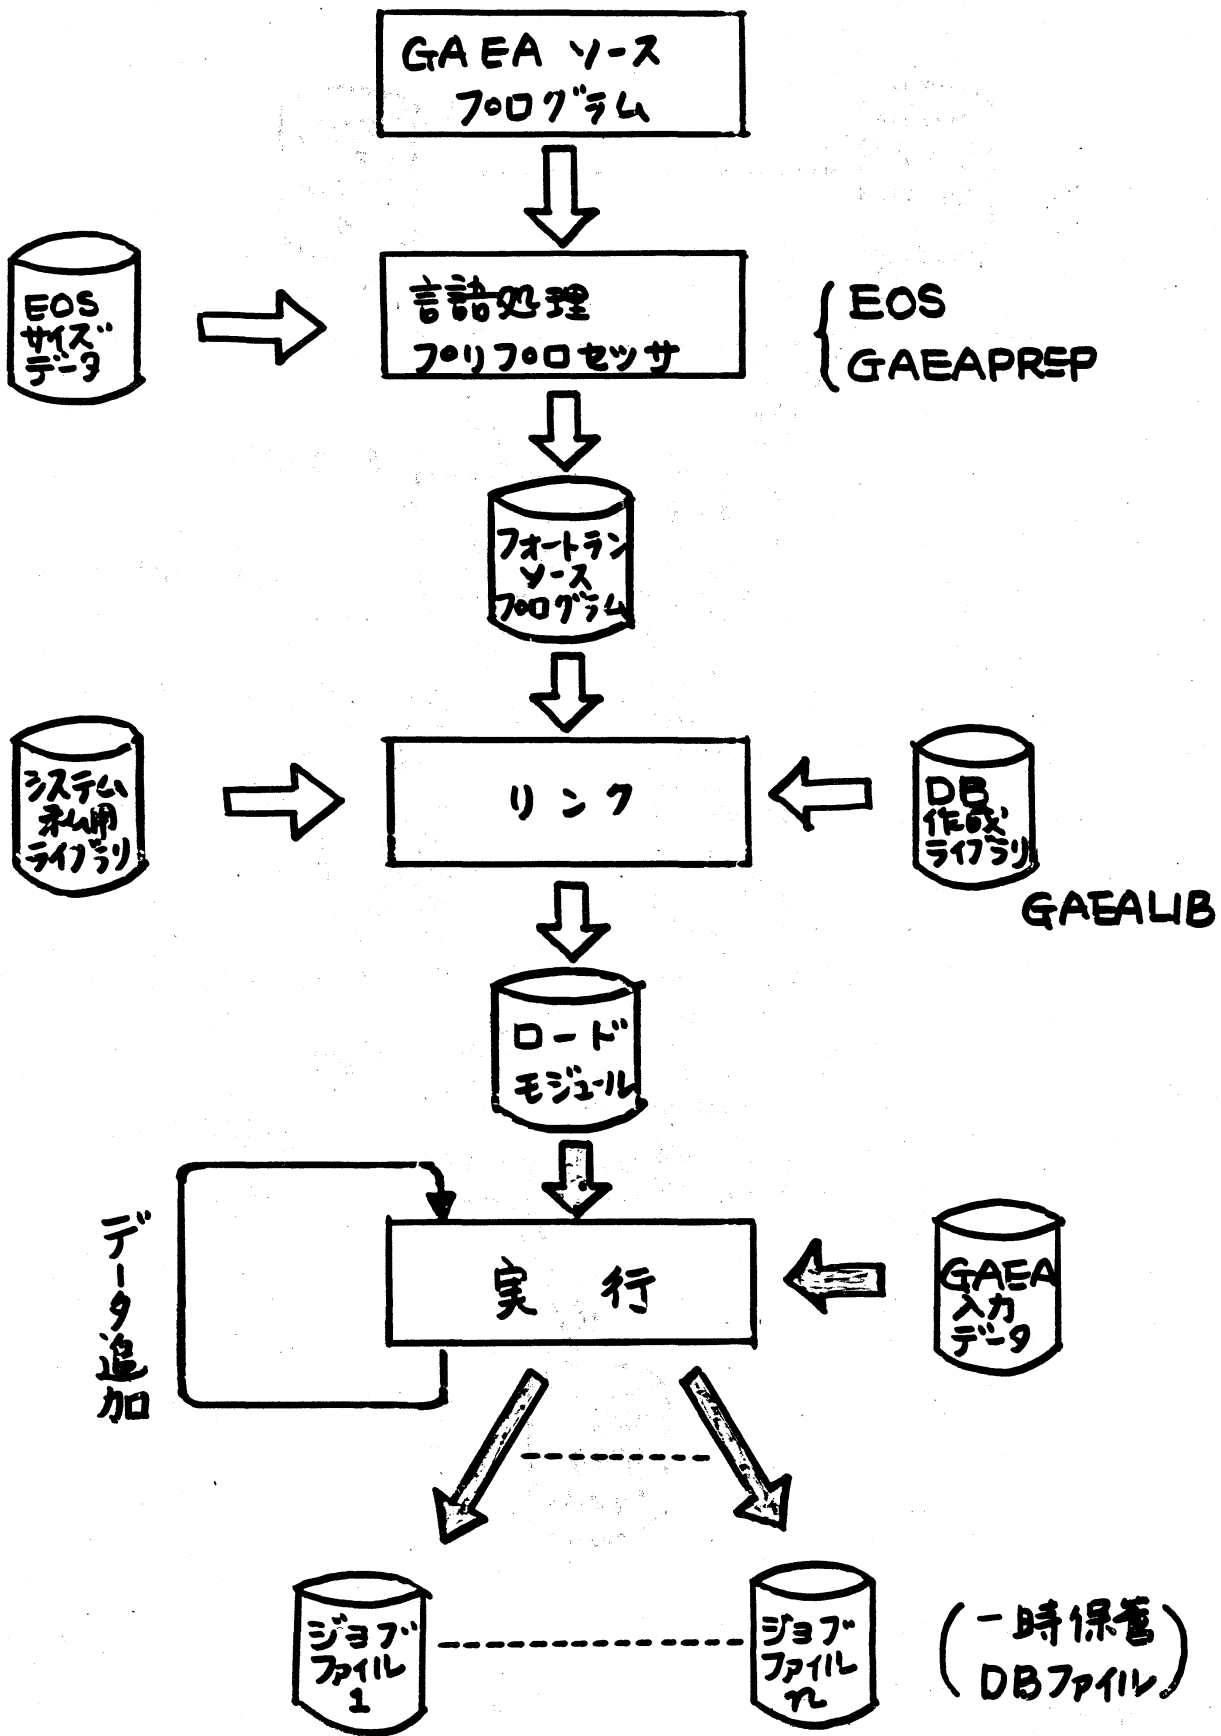 GAEA ソース
プログラム
EOS
サイズ
データ
言語処理
プリプロセッサ
EOS
GAEAPREP
フォートラン
ソース
プログラム
システム
私用
ライブラリ
リンク
DB
作成
ライブラリ
GAEALIB
ロード
モジュール
データ追加
実行
GAEA
入力
データ
ジョブ
ファイル
1
ジョブ
ファイル
n
(一時保管
DBファイル)